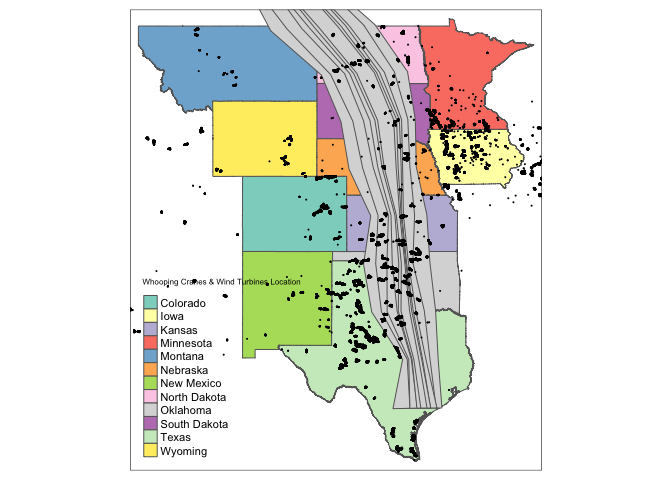 Whooping Cranes & Wind Turbines Location
Colorado
Iowa
Kansas
Minnesota
Montana
Nebraska
New Mexico
North Dakota
Oklahoma
South Dakota
Texas
Wyoming